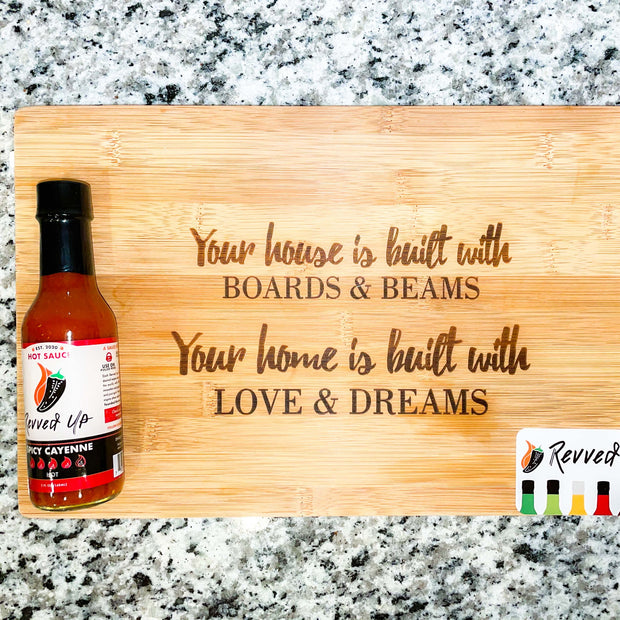 Your house is built with
BOARDS & BEAMS
Your home is built with
LOVE & DREAMS
EST. 2020
HOT SAUCE
Revved Up
SPICY CAYENNE
HOT
Revved